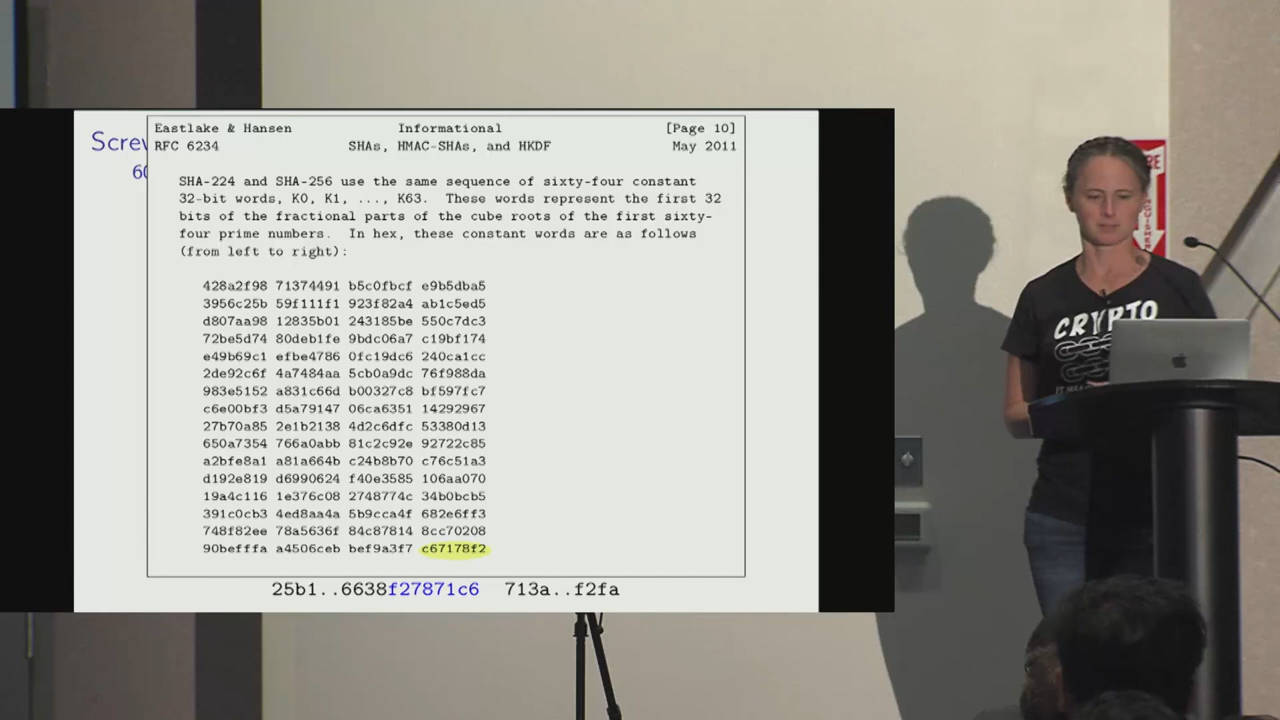 Eastlake & Hansen Informational [Page 10]
RFC 6234 SHAs, HMAC-SHAs, and HKDF May 2011
Screw
60
SHA-224 and SHA-256 use the same sequence of sixty-four constant
32-bit words, K0, K1, ..., K63. These words represent the first 32
bits of the fractional parts of the cube roots of the first sixty-
four prime numbers. In hex, these constant words are as follows
(from left to right):
428a2f98 71374491 b5c0fbcf e9b5dba5
3956c25b 59f111f1 923f82a4 ab1c5ed5
d807aa98 12835b01 243185be 550c7dc3
72be5d74 80deb1fe 9bdc06a7 c19bf174
e49b69c1 efbe4786 0fc19dc6 240ca1cc
2de92c6f 4a7484aa 5cb0a9dc 76f988da
983e5152 a831c66d b00327c8 bf597fc7
c6e00bf3 d5a79147 06ca6351 14292967
27b70a85 2e1b2138 4d2c6dfc 53380d13
650a7354 766a0abb 81c2c92e 92722c85
a2bfe8a1 a81a664b c24b8b70 c76c51a3
d192e819 d6990624 f40e3585 106aa070
19a4c116 1e376c08 2748774c 34b0bcb5
391c0cb3 4ed8aa4a 5b9cca4f 682e6ff3
748f82ee 78a5636f 84c87814 8cc70208
90befffa a4506ceb bef9a3f7 c67178f2
25b1..6638f27871c6 713a..f2fa
CRYPTO